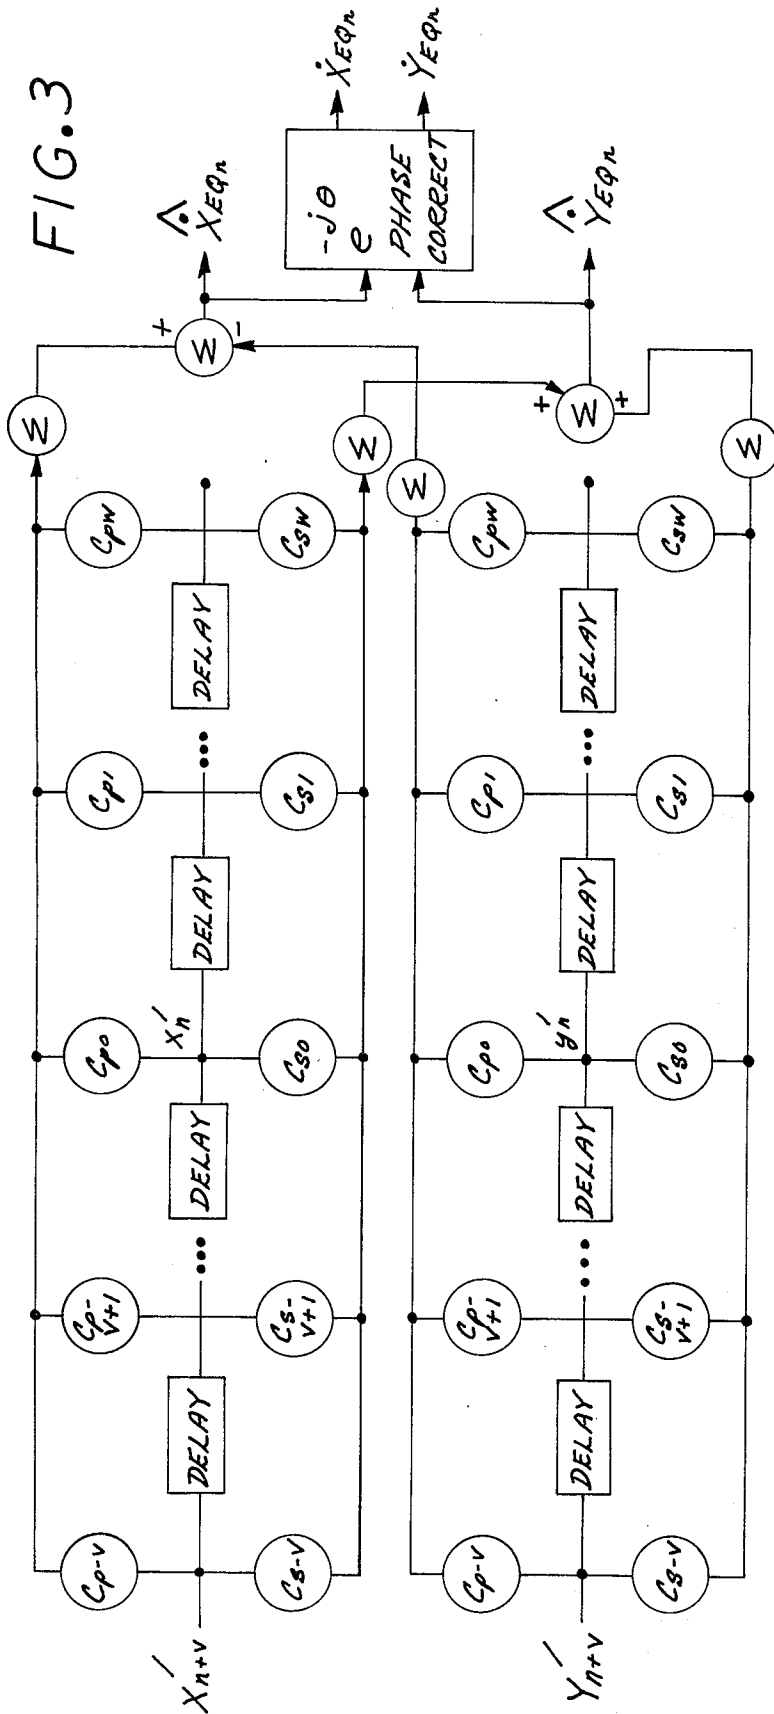 FIG.3
Cp-v
Cp-v+1
Cp0
Cp1
Cpw
Σ
X'n+v
DELAY
•••
DELAY
X'n
DELAY
•••
DELAY
+
-
Σ
X̂̇EQn
Cs-v
Cs-v+1
Cs0
Cs1
Csw
Σ
e-jθ
PHASE
CORRECT
ẊEQn
ẎEQn
Cp-v
Cp-v+1
Cp0
Cp1
Cpw
Σ
Y'n+v
DELAY
•••
DELAY
y'n
DELAY
•••
DELAY
+
+
Σ
Ŷ̇EQn
Cs-v
Cs-v+1
Cs0
Cs1
Csw
Σ